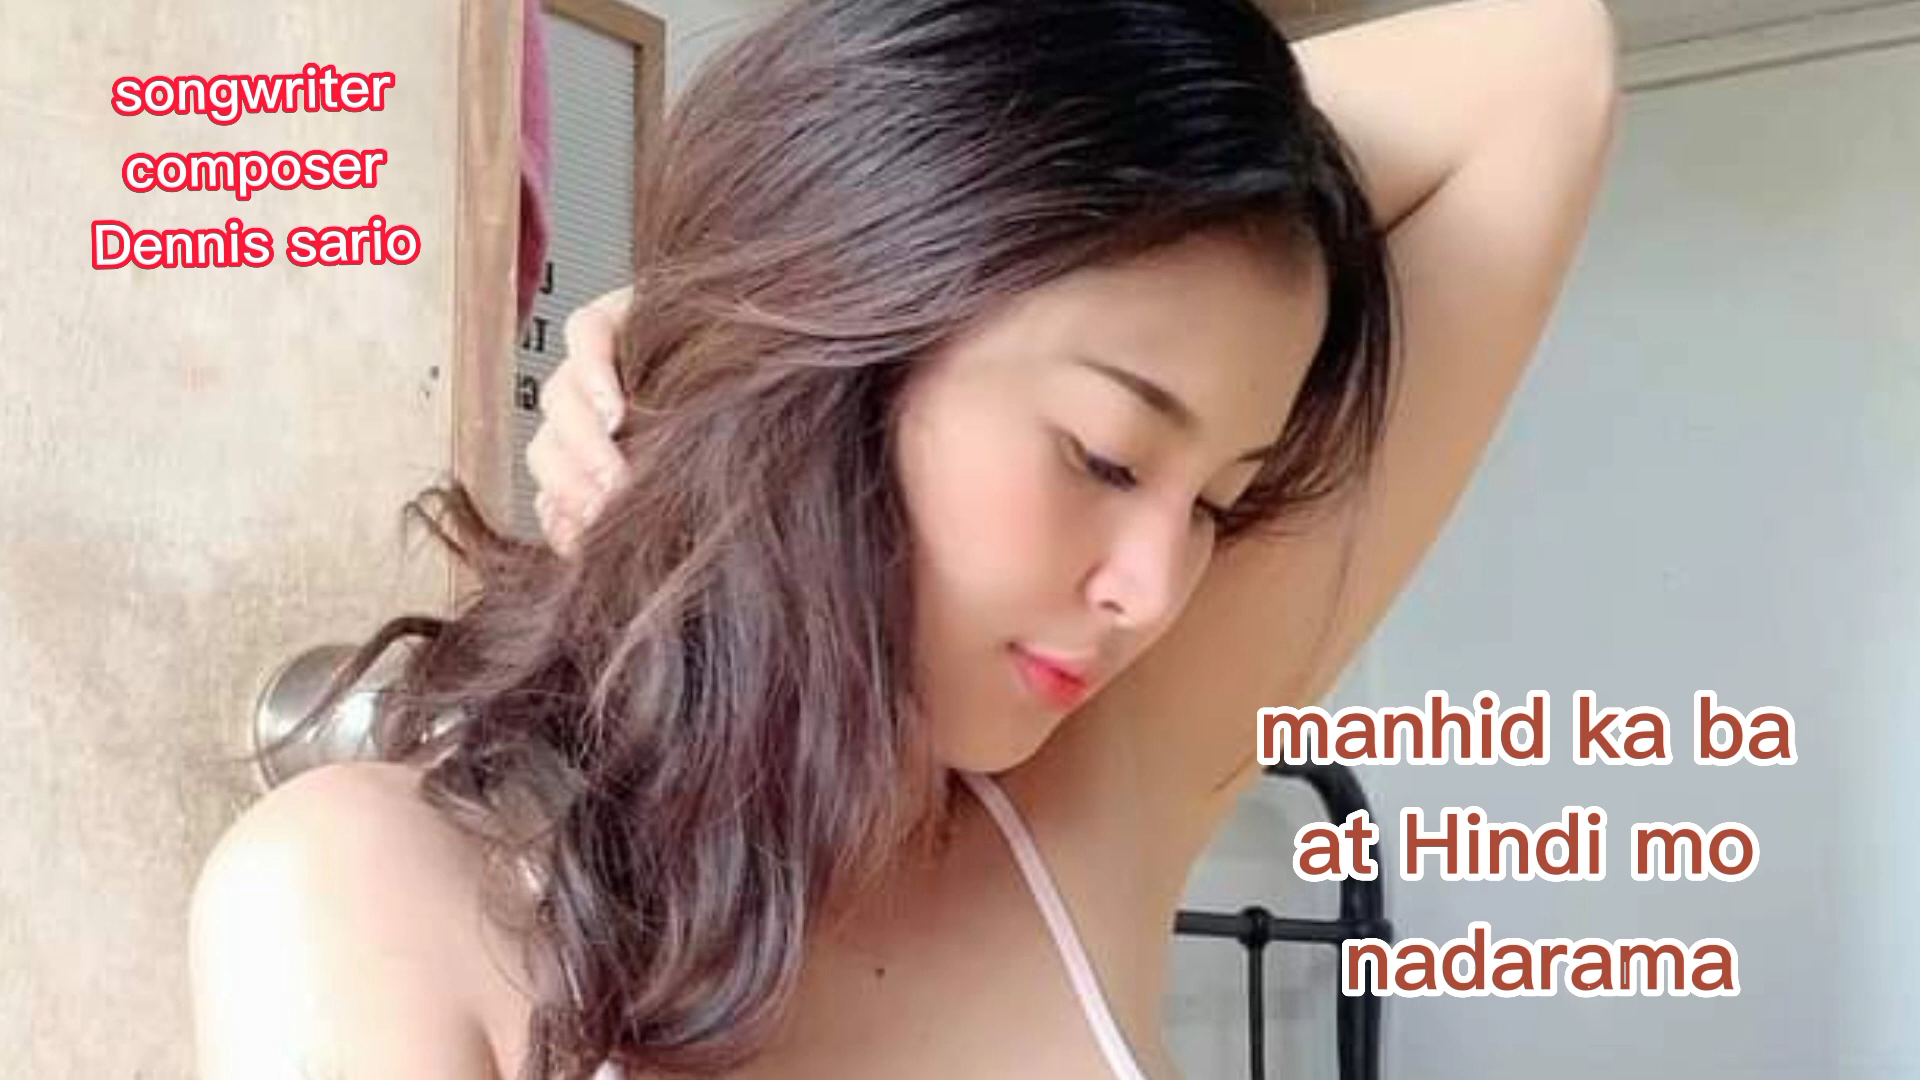 songwriter
composer
Dennis sario
manhid ka ba
at Hindi mo
nadarama